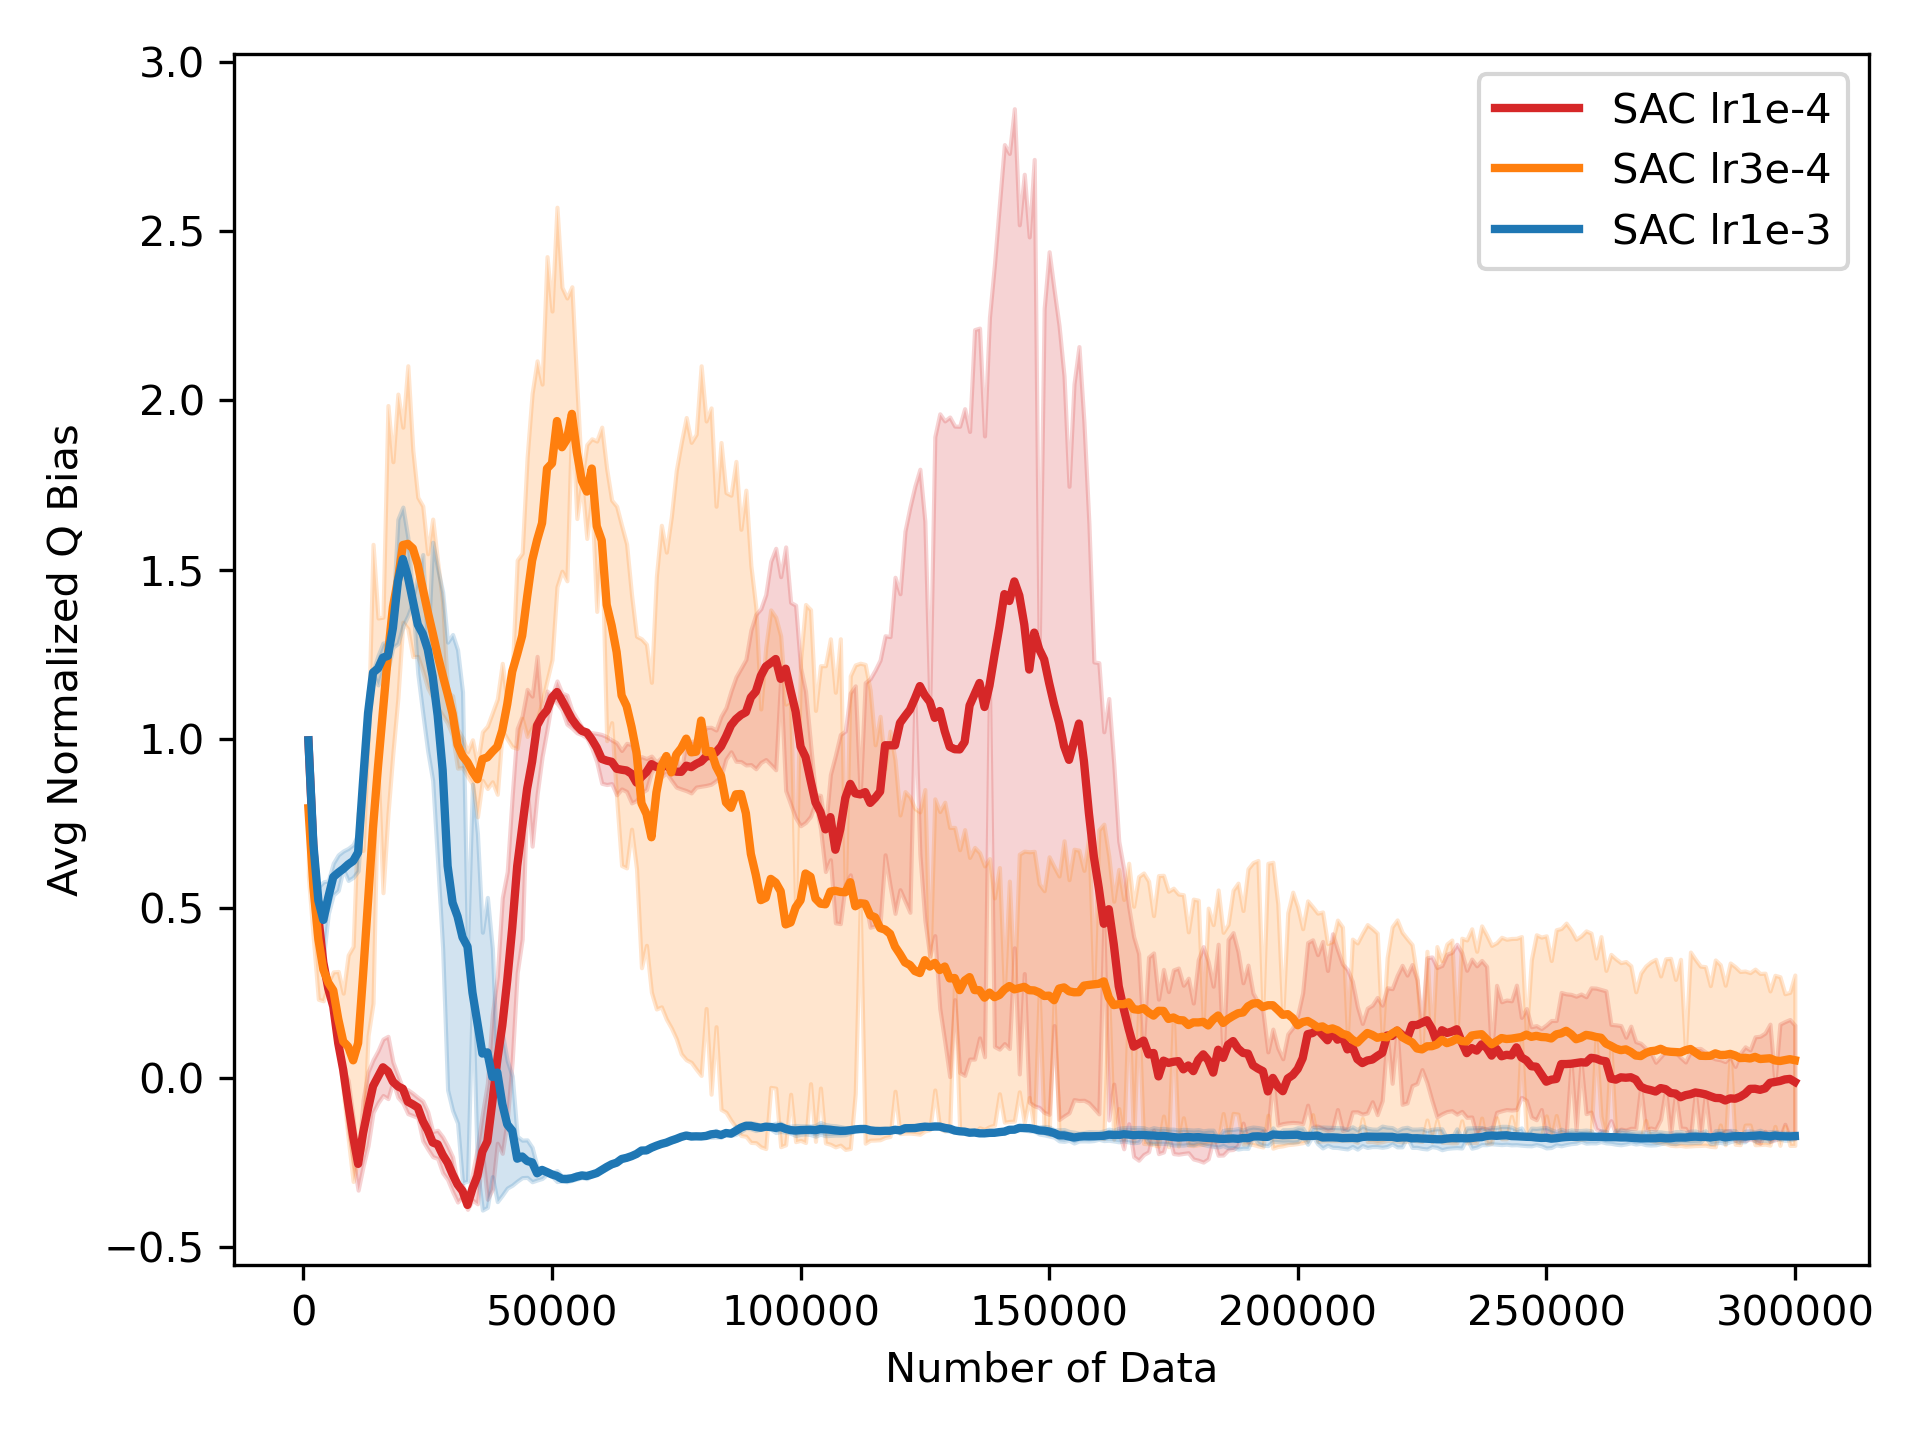 3.0
2.5
2.0
1.5
1.0
0.5
0.0
−0.5
Avg Normalized Q Bias
SAC lr1e-4
SAC lr3e-4
SAC lr1e-3
0 50000 100000 150000 200000 250000 300000
Number of Data